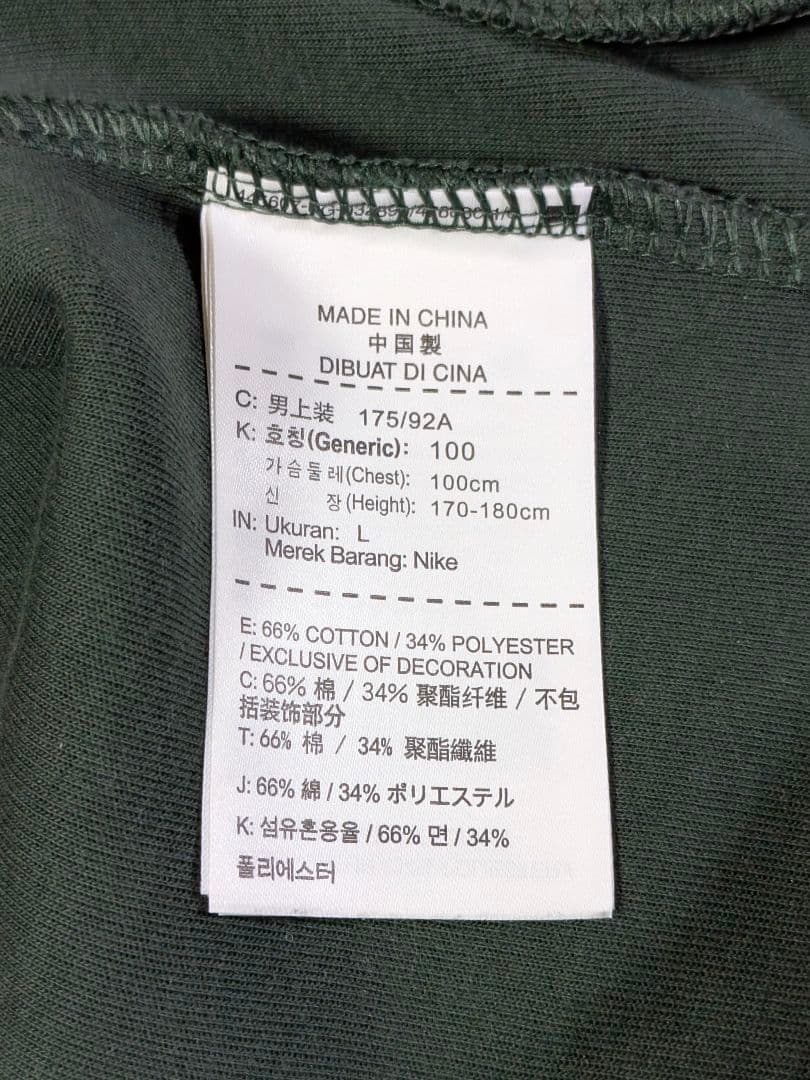 MADE IN CHINA
中国製
DIBUAT DI CINA
C: 男上装 175/92A
K: 호칭(Generic): 100
가슴둘레(Chest): 100cm
신 장(Height): 170-180cm
IN: Ukuran: L
Merek Barang: Nike
E: 66% COTTON / 34% POLYESTER
/ EXCLUSIVE OF DECORATION
C: 66% 棉 / 34% 聚酯纤维 / 不包
括装饰部分
T: 66% 棉 / 34% 聚酯纖維
J: 66% 綿 / 34% ポリエステル
K: 섬유혼용율 / 66% 면 / 34%
폴리에스터